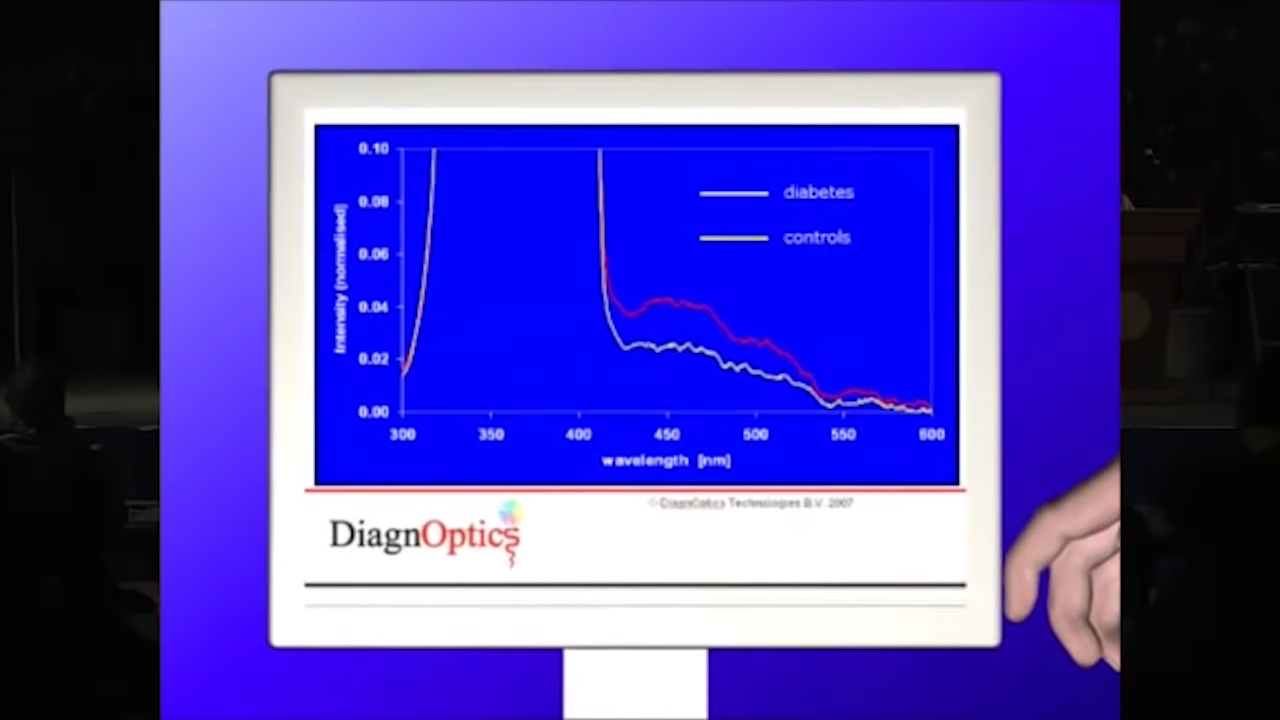 0.10
0.08
0.06
0.04
0.02
0.00
Intensity (normalised)
diabetes
controls
300 350 400 450 500 550 600
wavelength [nm]
© DiagnOptics Technologies B.V. 2007
DiagnOptics